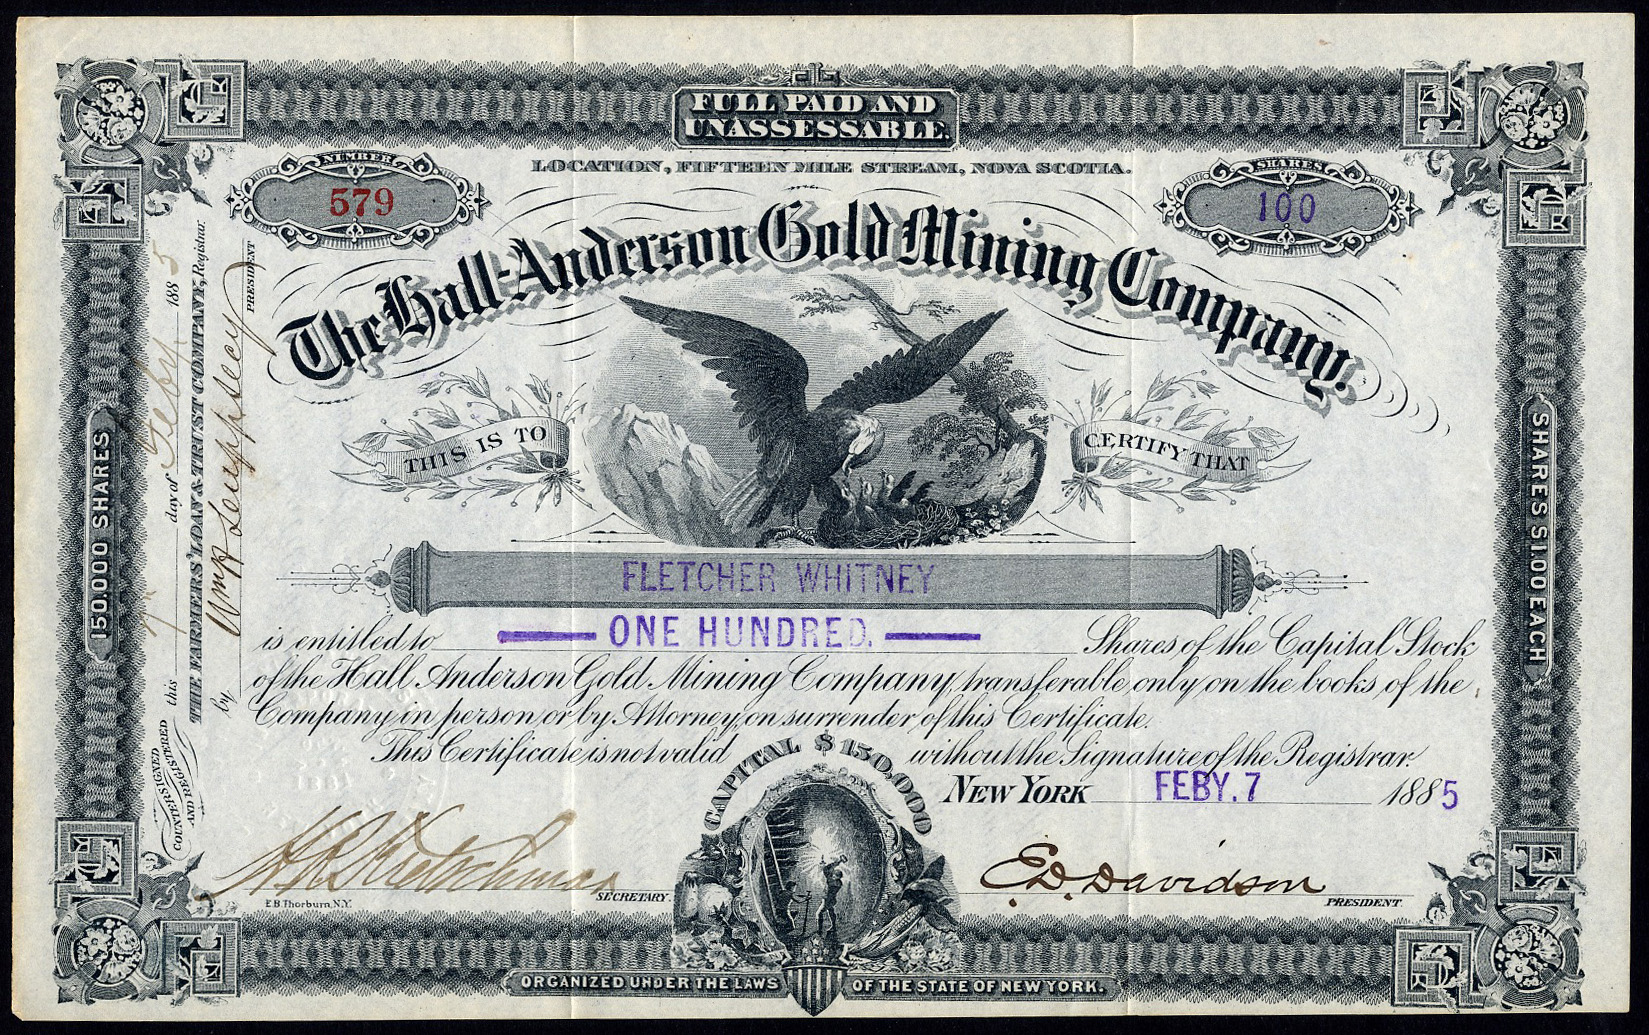 FULL PAID AND
UNASSESSABLE.
LOCATION, FIFTEEN MILE STREAM, NOVA SCOTIA.
NUMBER
579
SHARES
100
The Hall-Anderson Gold Mining Company.
THIS IS TO
CERTIFY THAT
FLETCHER WHITNEY
is entitled to ONE HUNDRED. Shares of the Capital Stock
of the Hall Anderson Gold Mining Company, transferable only on the books of the
Company in person or by Attorney, on surrender of this Certificate.
This Certificate is not valid without the Signature of the Registrar.
CAPITAL $150,000
NEW YORK FEBY. 7 1885
E.D. Davidson
SECRETARY.
PRESIDENT.
E.B. Thorburn, N.Y.
ORGANIZED UNDER THE LAWS OF THE STATE OF NEW YORK.
150.000 SHARES
SHARES $1.00 EACH
COUNTERSIGNED
AND REGISTERED
this 7th day of Feby. 1885
THE FARMERS' LOAN & TRUST COMPANY, Registrar.
by PRESIDENT